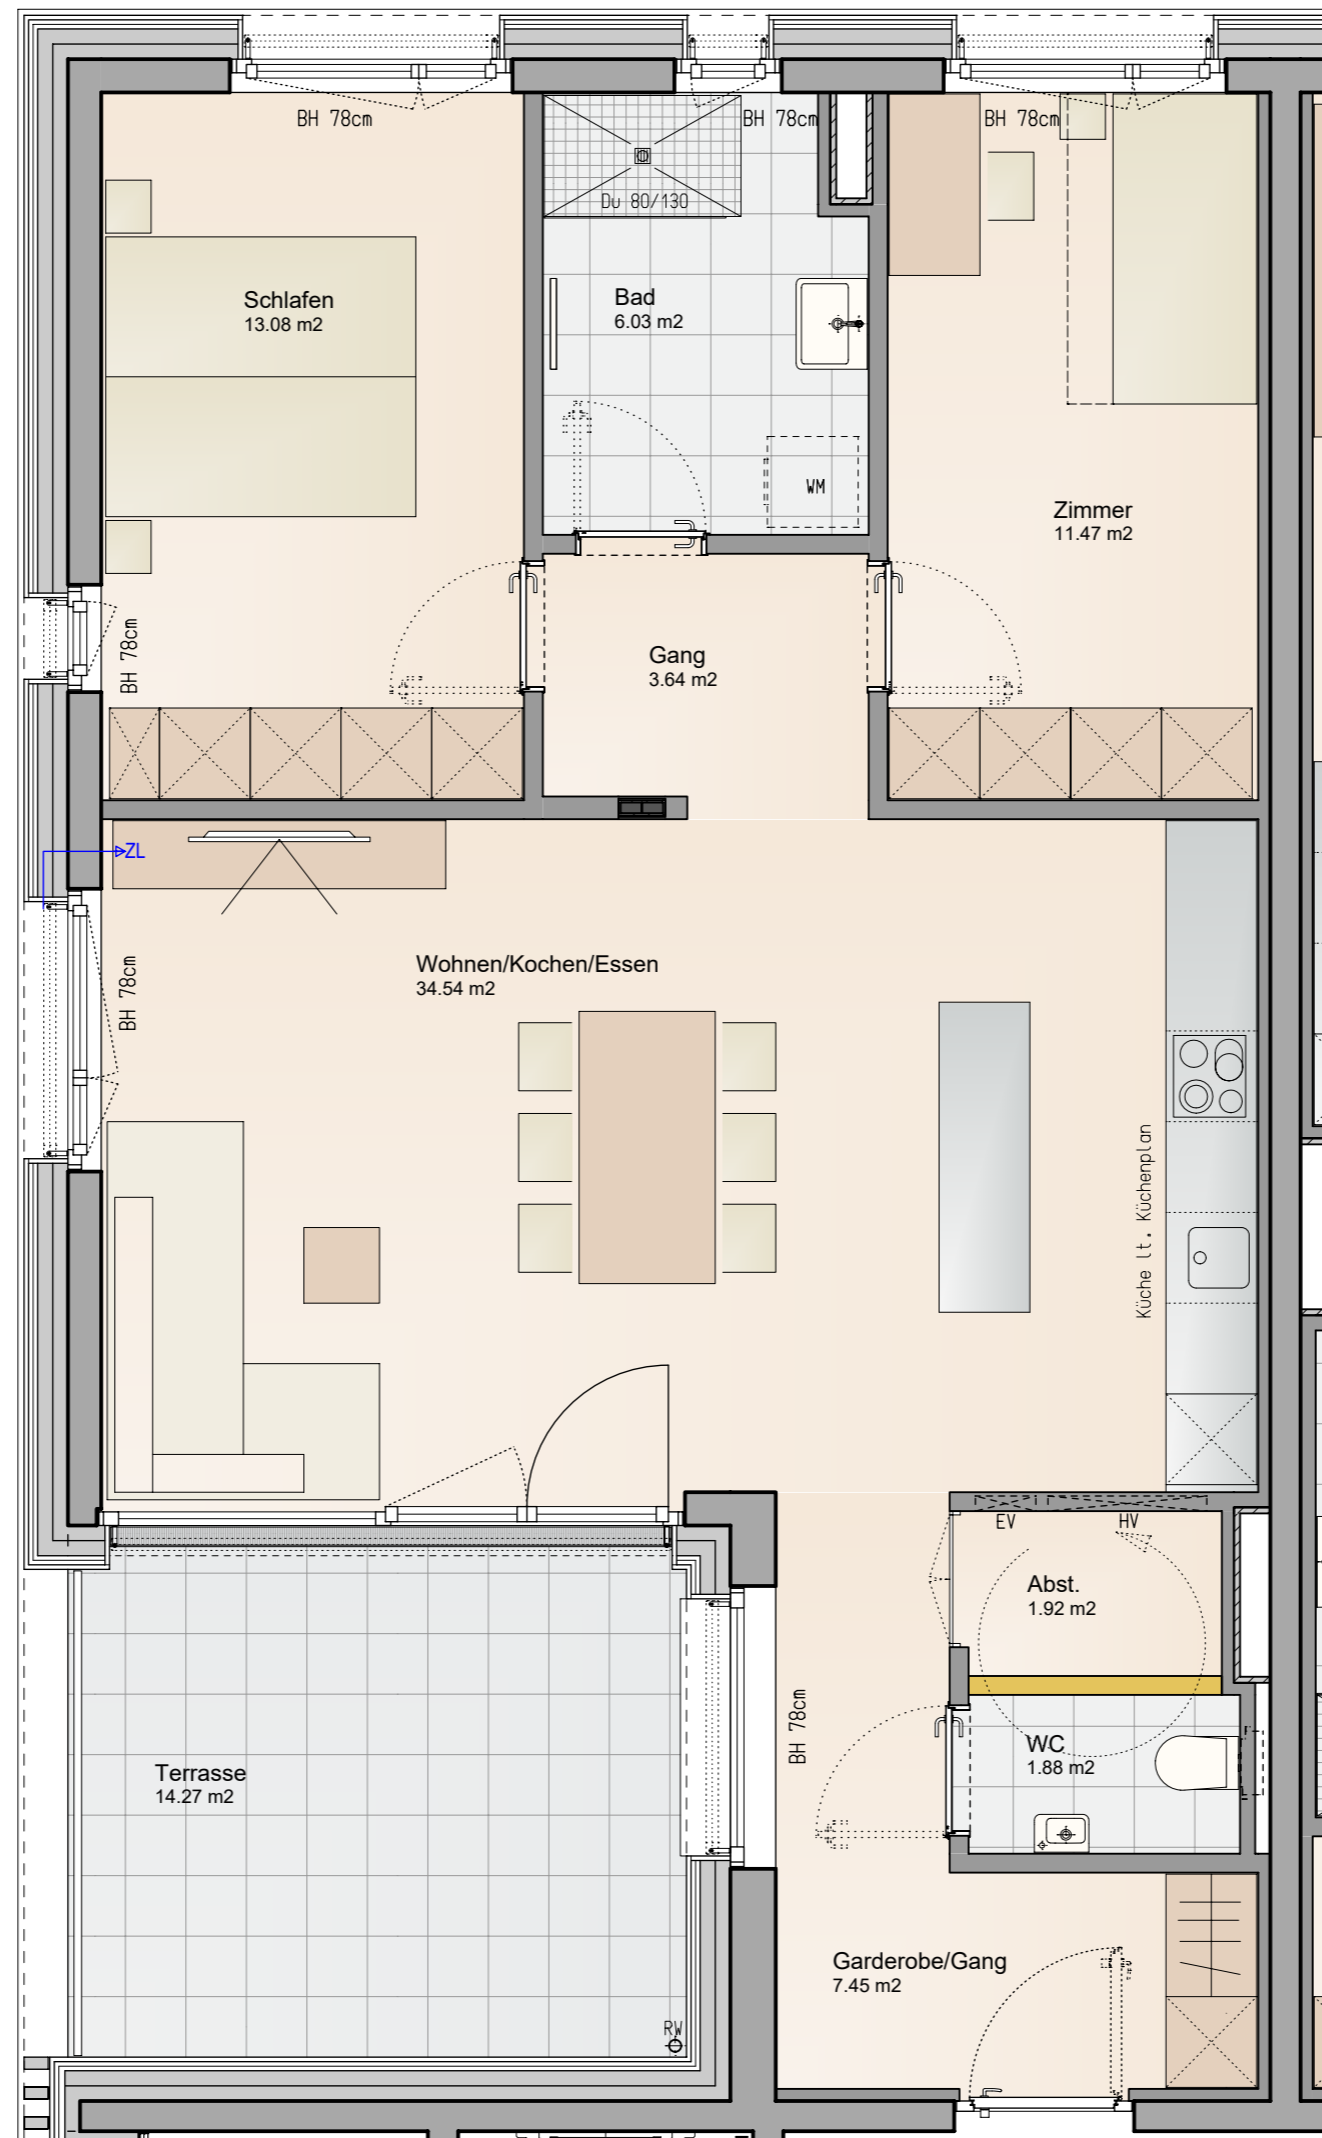 BH 78cm
BH 78cm
BH 78cm
Du 80/130
Schlafen
13.08 m2
Bad
6.03 m2
WM
Zimmer
11.47 m2
BH 78cm
Gang
3.64 m2
ZL
BH 78cm
Wohnen/Kochen/Essen
34.54 m2
Küche lt. Küchenplan
EV
HV
Abst.
1.92 m2
BH 78cm
WC
1.88 m2
Terrasse
14.27 m2
Garderobe/Gang
7.45 m2
RW